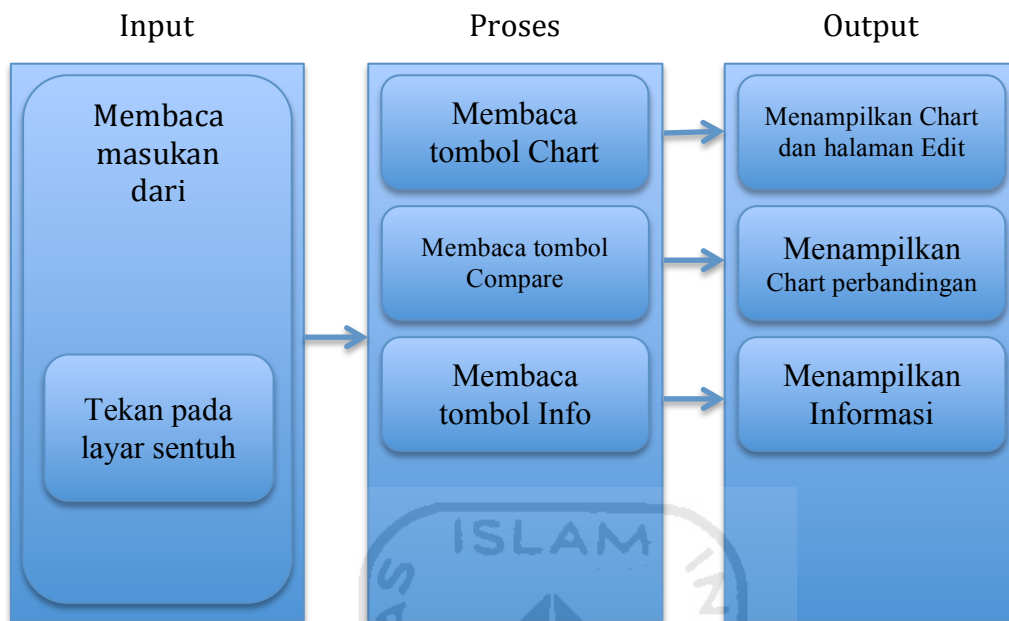 Input
Proses
Output
Membaca
masukan
dari
Tekan pada
layar sentuh
Membaca
tombol Chart
Membaca tombol
Compare
Membaca
tombol Info
Menampilkan Chart
dan halaman Edit
Menampilkan
Chart perbandingan
Menampilkan
Informasi
ISLAM